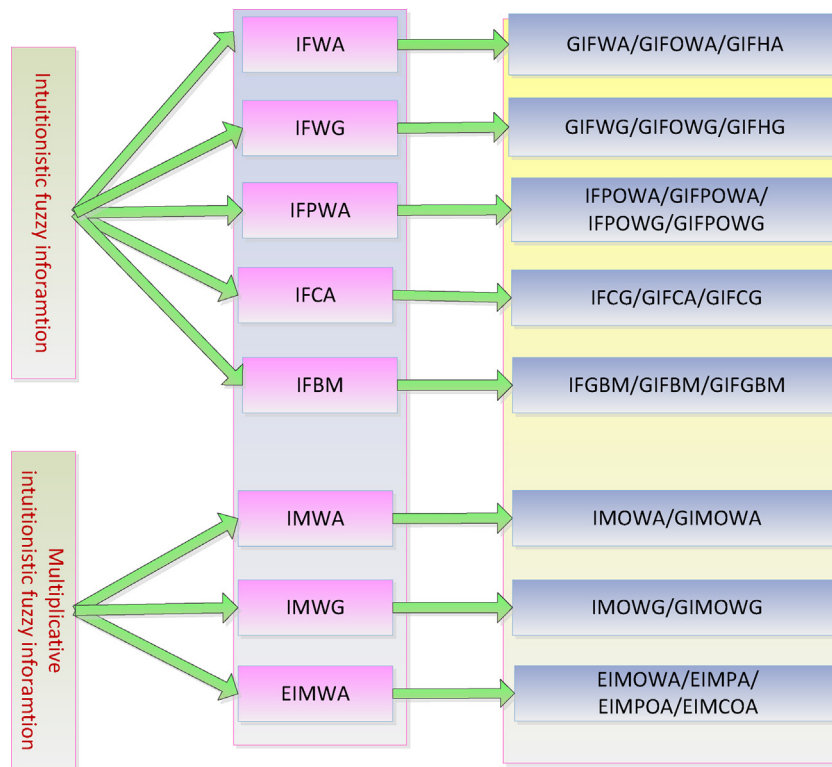 Intuitionistic fuzzy inforamtion
IFWA
GIFWA/GIFOWA/GIFHA
IFWG
GIFWG/GIFOWG/GIFHG
IFPWA
IFPOWA/GIFPOWA/
IFPOWG/GIFPOWG
IFCA
IFCG/GIFCA/GIFCG
IFBM
IFGBM/GIFBM/GIFGBM
Multiplicative
intuitionistic fuzzy inforamtion
IMWA
IMOWA/GIMOWA
IMWG
IMOWG/GIMOWG
EIMWA
EIMOWA/EIMPA/
EIMPOA/EIMCOA